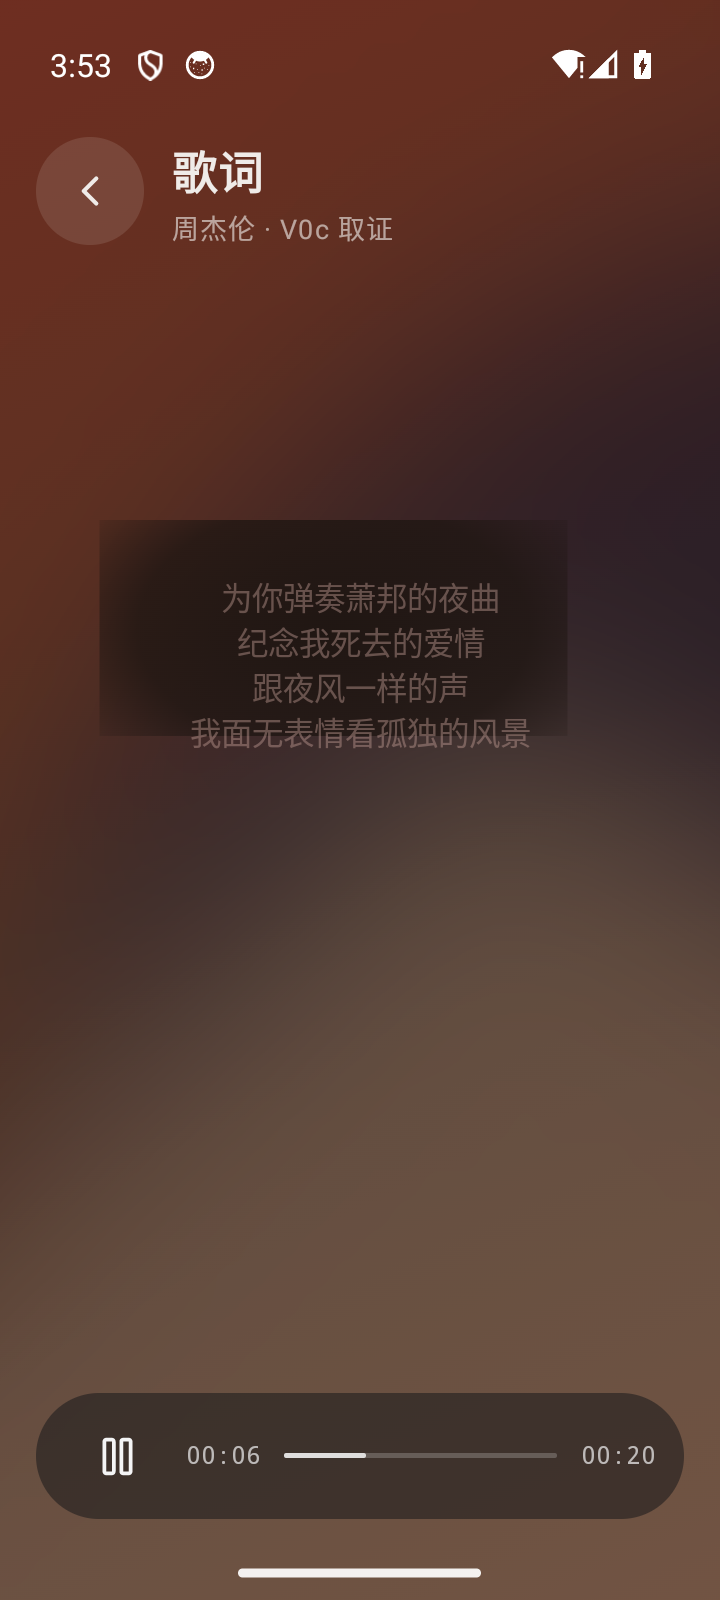 3:53
歌词
周杰伦 · V0c 取证
为你弹奏萧邦的夜曲
纪念我死去的爱情
跟夜风一样的声
我面无表情看孤独的风景
00:06
00:20